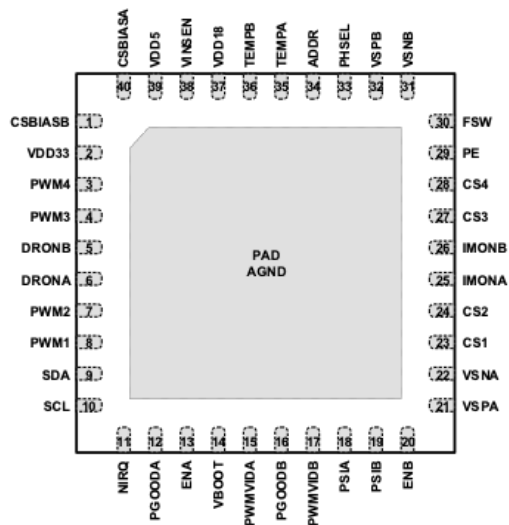 CSBIASA
VDD5
VINSEN
VDD18
TEMPB
TEMPA
ADDR
PHSEL
VSPB
VSNB
40
39
38
37
36
35
34
33
32
31
CSBIASB 1
VDD33 2
PWM4 3
PWM3 4
DRONB 5
DRONA 6
PWM2 7
PWM1 8
SDA 9
SCL 10
PAD
AGND
30 FSW
29 PE
28 CS4
27 CS3
26 IMONB
25 IMONA
24 CS2
23 CS1
22 VSNA
21 VSPA
11
12
13
14
15
16
17
18
19
20
NIRQ
PGOODA
ENA
VBOOT
PWMVIDA
PGOODB
PWMVIDB
PSIA
PSIB
ENB